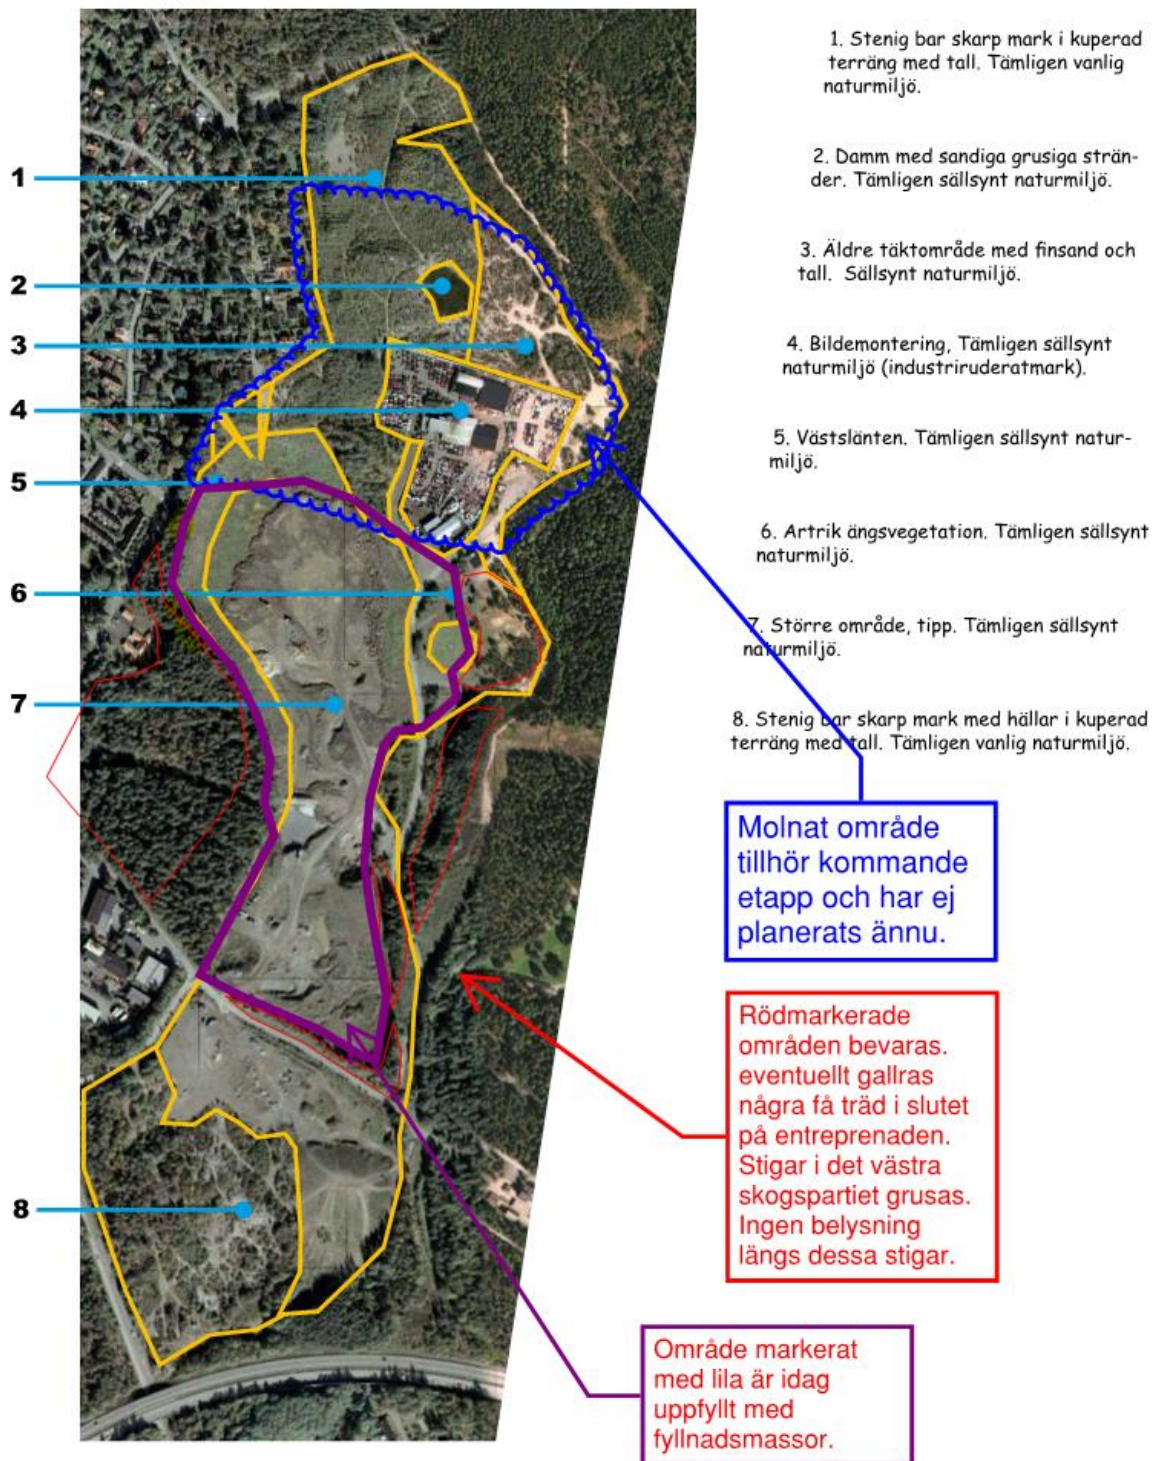 1. Stenig bar skarp mark i kuperad
terräng med tall. Tämligen vanlig
naturmiljö.
2. Damm med sandiga grusiga strän-
der. Tämligen sällsynt naturmiljö.
3. Äldre täktområde med finsand och
tall. Sällsynt naturmiljö.
4. Bildemontering, Tämligen sällsynt
naturmiljö (industriruderatmark).
5. Västslänten. Tämligen sällsynt natur-
miljö.
6. Artrik ängsvegetation. Tämligen sällsynt
naturmiljö.
7. Större område, tipp. Tämligen sällsynt
naturmiljö.
8. Stenig bar skarp mark med hällar i kuperad
terräng med tall. Tämligen vanlig naturmiljö.
1
2
3
4
5
6
7
8
Molnat område
tillhör kommande
etapp och har ej
planerats ännu.
Rödmarkerade
områden bevaras.
eventuellt gallras
några få träd i slutet
på entreprenaden.
Stigar i det västra
skogspartiet grusas.
Ingen belysning
längs dessa stigar.
Område markerat
med lila är idag
uppfyllt med
fyllnadsmassor.